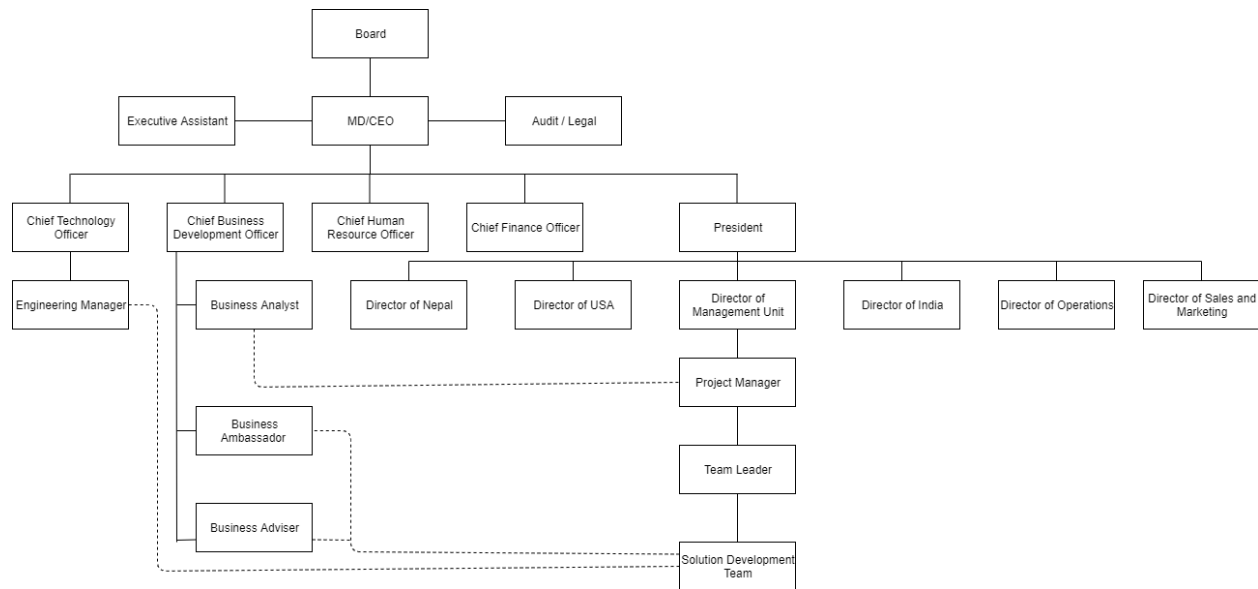 Board
Executive Assistant
MD/CEO
Audit / Legal
Chief Technology
Officer
Chief Business
Development Officer
Chief Human
Resource Officer
Chief Finance Officer
President
Engineering Manager
Business Analyst
Director of Nepal
Director of USA
Director of
Management Unit
Director of India
Director of Operations
Director of Sales and
Marketing
Project Manager
Business
Ambassador
Team Leader
Business Adviser
Solution Development
Team